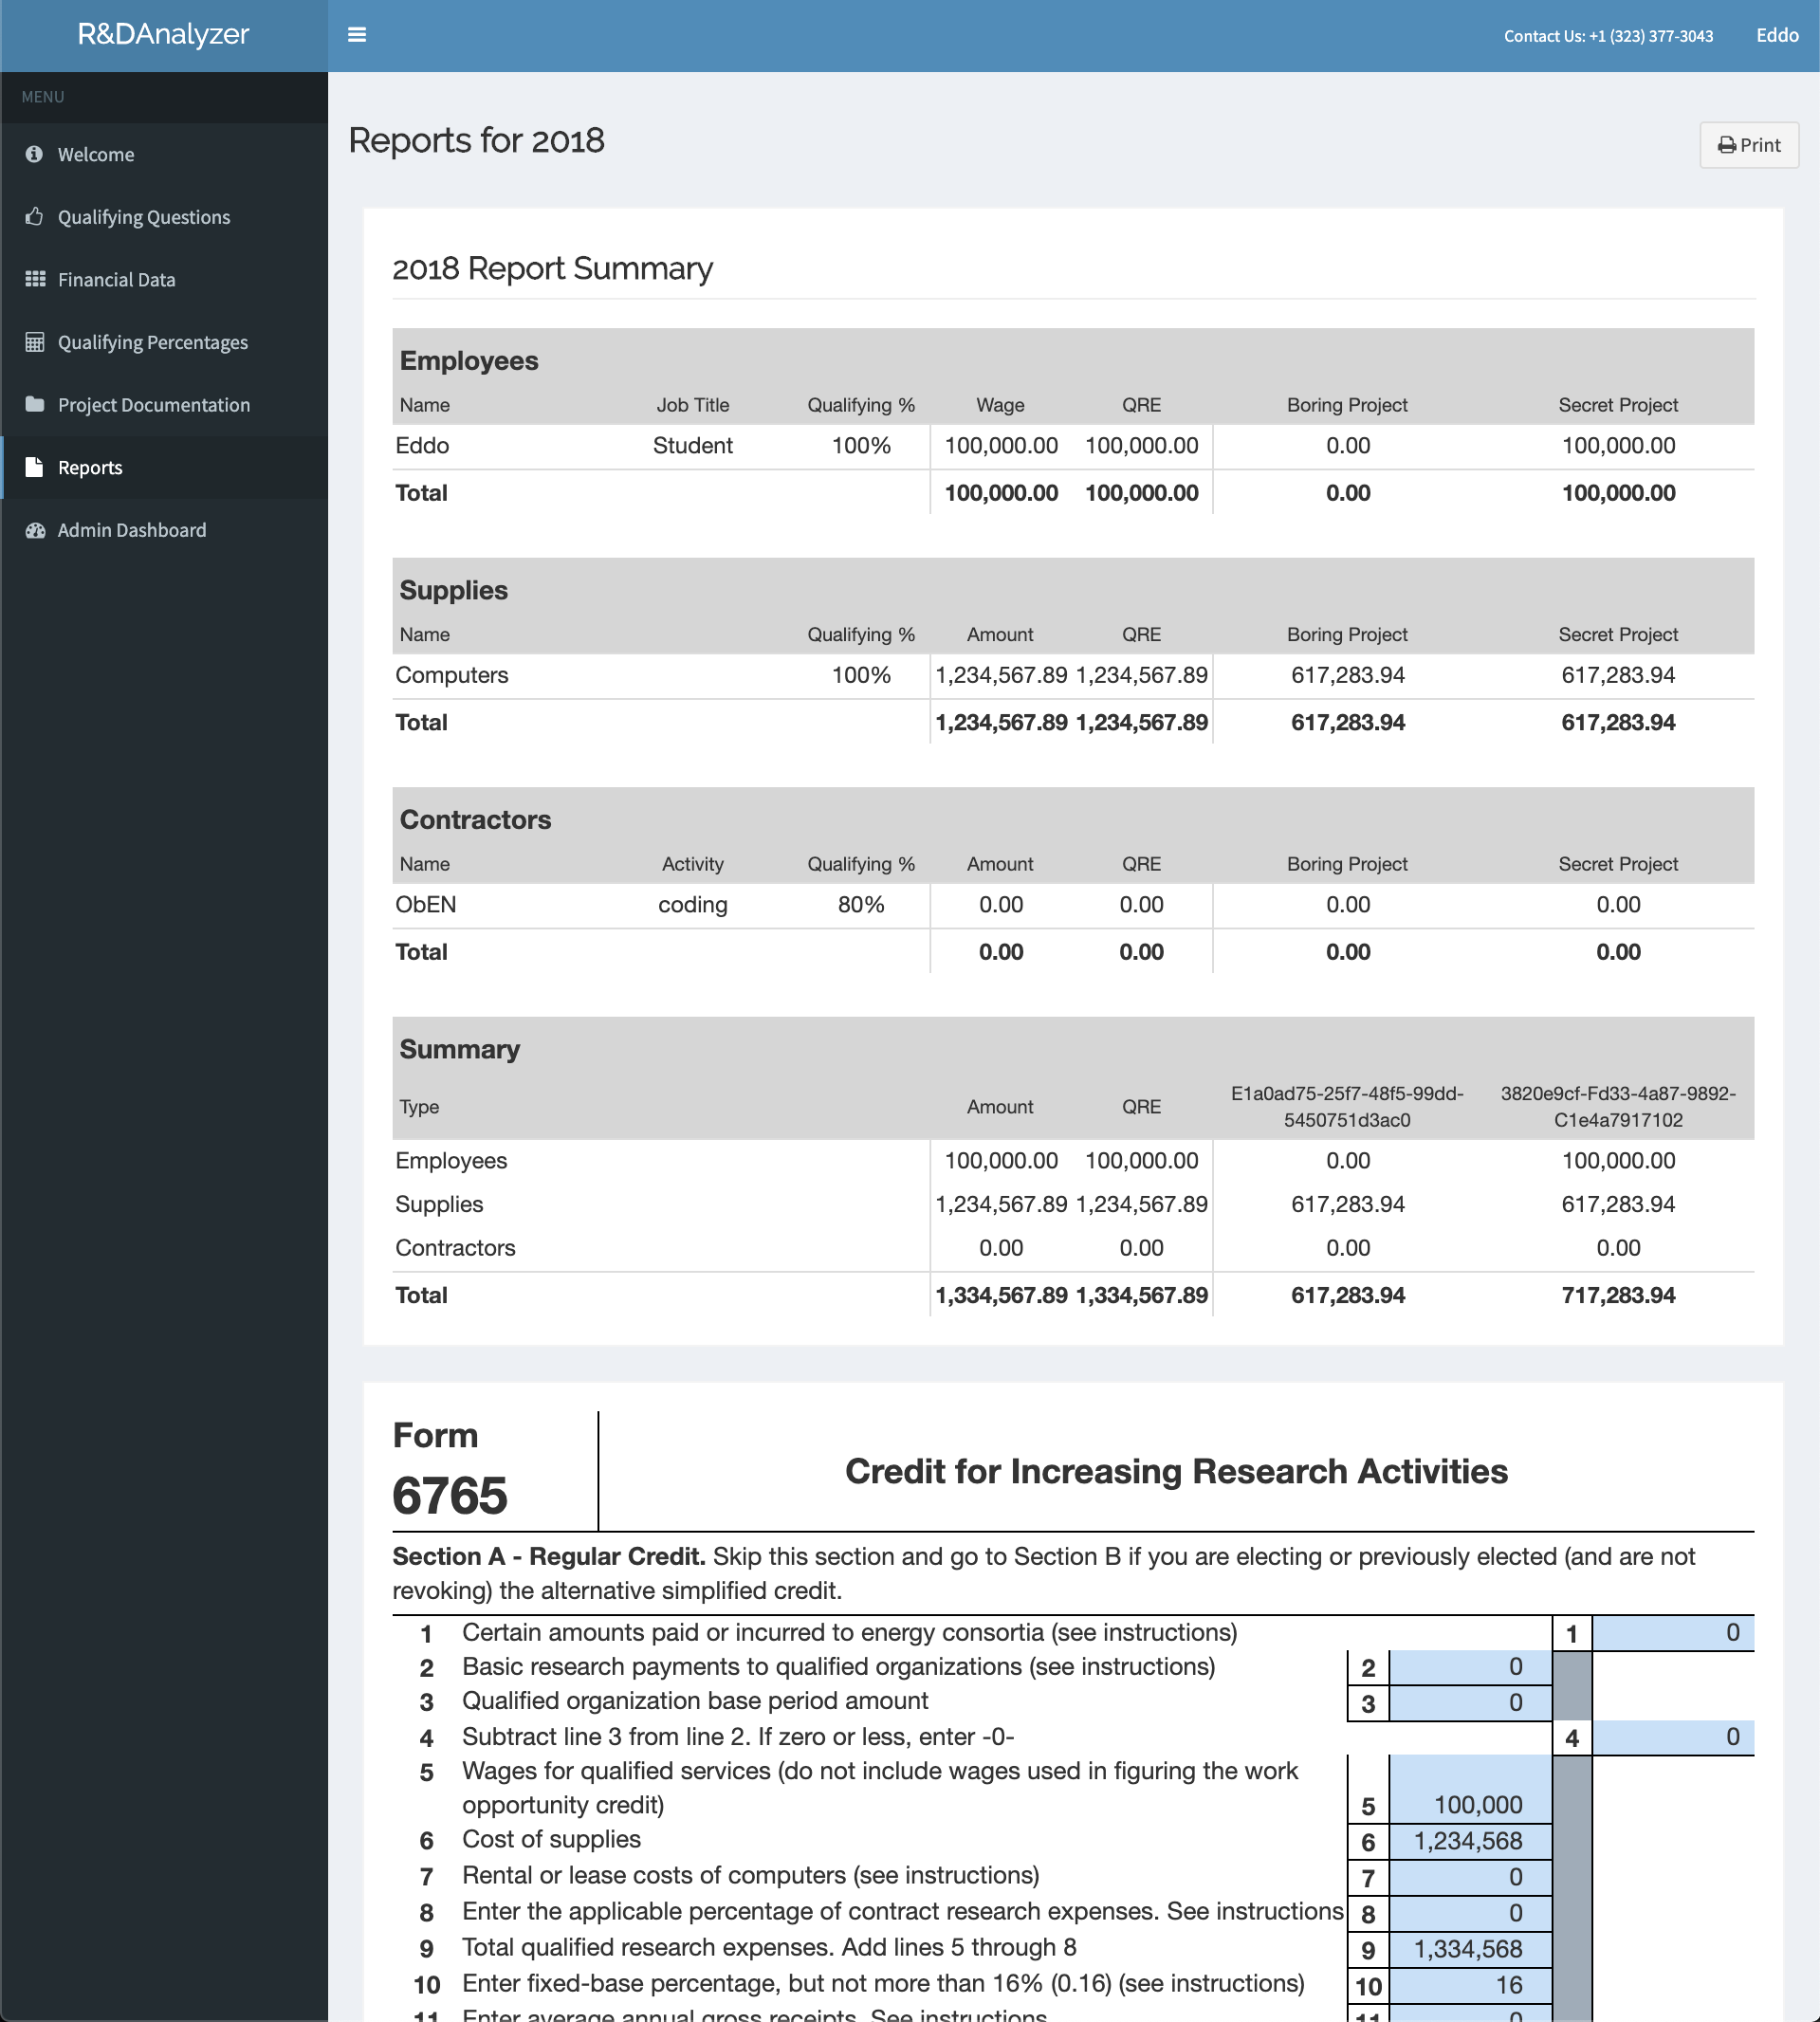 R&DAnalyzer
Contact Us: +1 (323) 377-3043 Eddo
MENU
Welcome
Qualifying Questions
Financial Data
Qualifying Percentages
Project Documentation
Reports
Admin Dashboard
Reports for 2018
Print
2018 Report Summary
Employees
Name Job Title Qualifying % Wage QRE Boring Project Secret Project
Eddo Student 100% 100,000.00 100,000.00 0.00 100,000.00
Total 100,000.00 100,000.00 0.00 100,000.00
Supplies
Name Qualifying % Amount QRE Boring Project Secret Project
Computers 100% 1,234,567.89 1,234,567.89 617,283.94 617,283.94
Total 1,234,567.89 1,234,567.89 617,283.94 617,283.94
Contractors
Name Activity Qualifying % Amount QRE Boring Project Secret Project
ObEN coding 80% 0.00 0.00 0.00 0.00
Total 0.00 0.00 0.00 0.00
Summary
Type Amount QRE E1a0ad75-25f7-48f5-99dd-5450751d3ac0 3820e9cf-Fd33-4a87-9892-C1e4a7917102
Employees 100,000.00 100,000.00 0.00 100,000.00
Supplies 1,234,567.89 1,234,567.89 617,283.94 617,283.94
Contractors 0.00 0.00 0.00 0.00
Total 1,334,567.89 1,334,567.89 617,283.94 717,283.94
Form
6765
Credit for Increasing Research Activities
Section A - Regular Credit. Skip this section and go to Section B if you are electing or previously elected (and are not
revoking) the alternative simplified credit.
1 Certain amounts paid or incurred to energy consortia (see instructions) 1 0
2 Basic research payments to qualified organizations (see instructions) 2 0
3 Qualified organization base period amount 3 0
4 Subtract line 3 from line 2. If zero or less, enter -0- 4 0
5 Wages for qualified services (do not include wages used in figuring the work
opportunity credit) 5 100,000
6 Cost of supplies 6 1,234,568
7 Rental or lease costs of computers (see instructions) 7 0
8 Enter the applicable percentage of contract research expenses. See instructions 8 0
9 Total qualified research expenses. Add lines 5 through 8 9 1,334,568
10 Enter fixed-base percentage, but not more than 16% (0.16) (see instructions) 10 16
11 Enter average annual gross receipts. See instructions 11 0